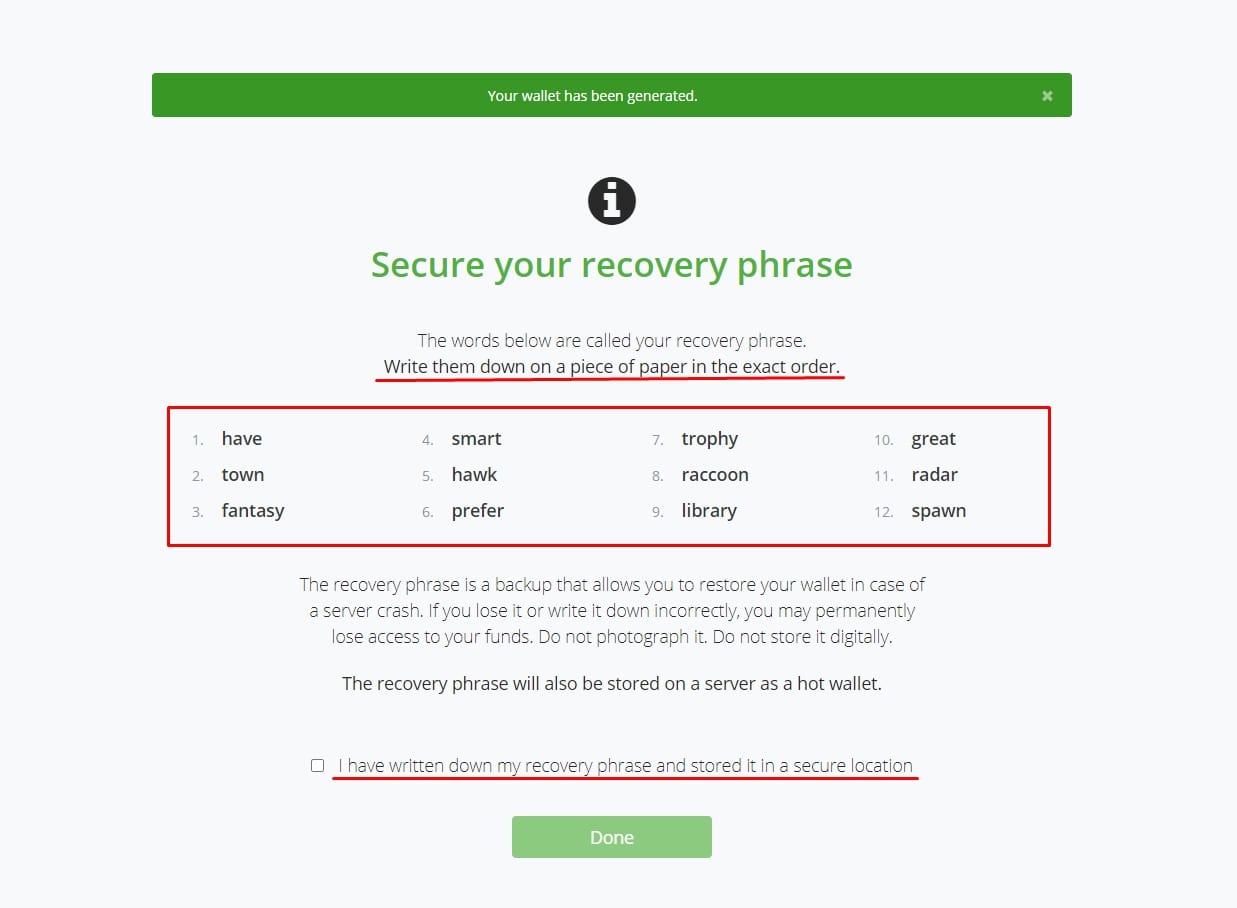 Your wallet has been generated. ×
i
Secure your recovery phrase
The words below are called your recovery phrase.
Write them down on a piece of paper in the exact order.
1. have 4. smart 7. trophy 10. great
2. town 5. hawk 8. raccoon 11. radar
3. fantasy 6. prefer 9. library 12. spawn
The recovery phrase is a backup that allows you to restore your wallet in case of
a server crash. If you lose it or write it down incorrectly, you may permanently
lose access to your funds. Do not photograph it. Do not store it digitally.
The recovery phrase will also be stored on a server as a hot wallet.
I have written down my recovery phrase and stored it in a secure location
Done